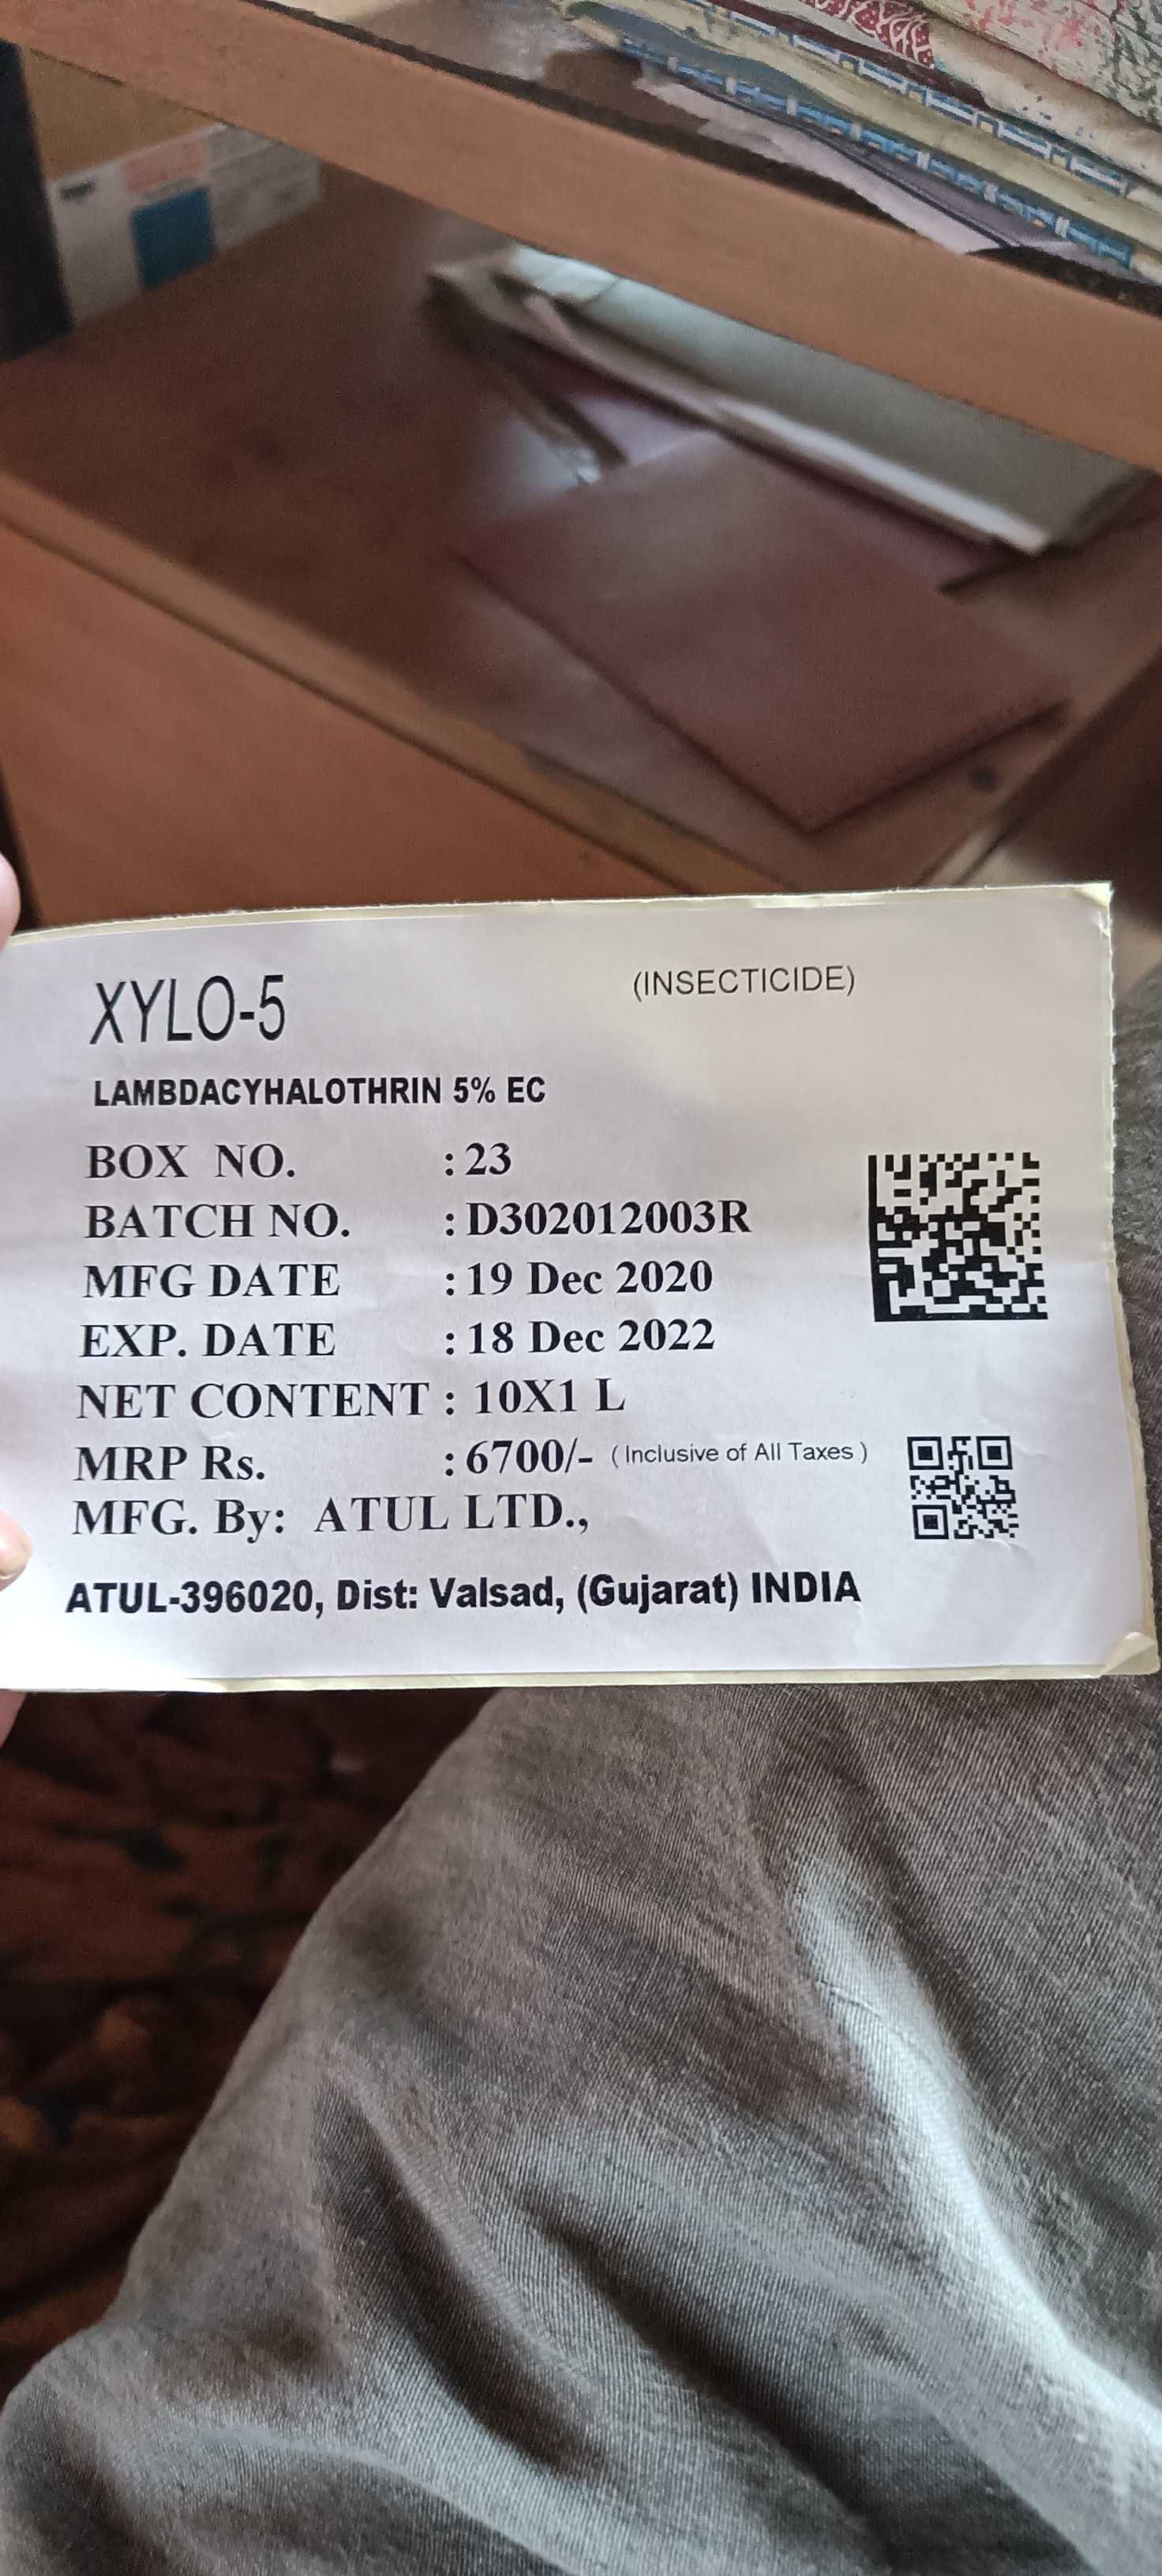 XYLO-5 (INSECTICIDE)
LAMBDACYHALOTHRIN 5% EC
BOX NO. : 23
BATCH NO. : D302012003R
MFG DATE : 19 Dec 2020
EXP. DATE : 18 Dec 2022
NET CONTENT : 10X1 L
MRP Rs. : 6700/- ( Inclusive of All Taxes )
MFG. By: ATUL LTD.,
ATUL-396020, Dist: Valsad, (Gujarat) INDIA